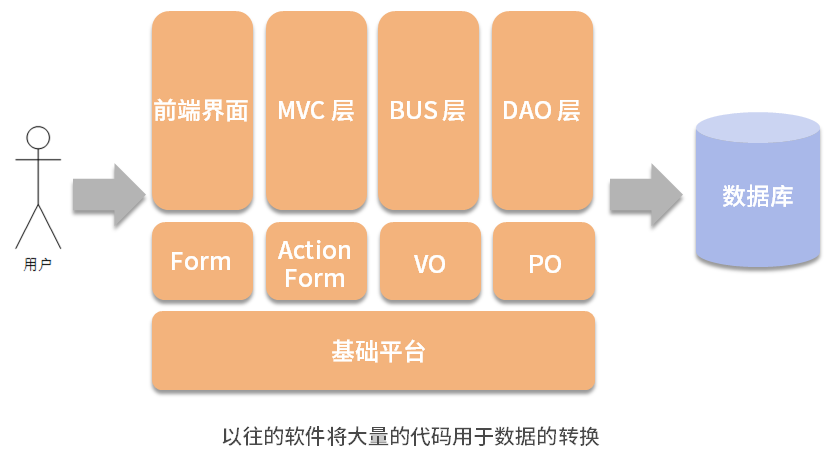 前端界面
MVC 层
BUS 层
DAO 层
数据库
用户
Form
Action
Form
VO
PO
基础平台
以往的软件将大量的代码用于数据的转换